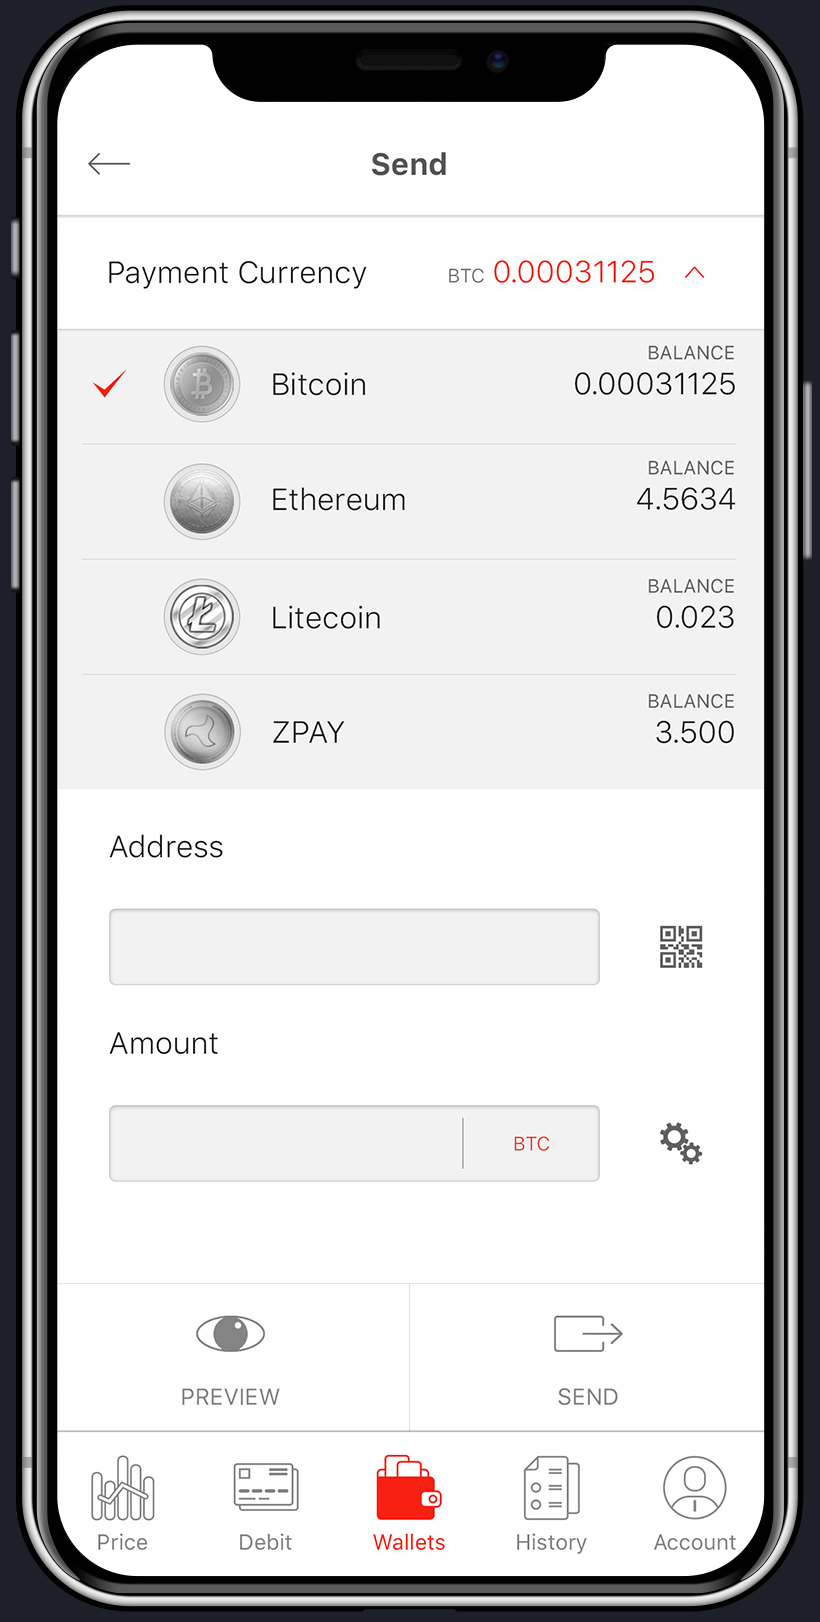 Send
Payment Currency BTC 0.00031125
BALANCE
Bitcoin 0.00031125
BALANCE
Ethereum 4.5634
BALANCE
Litecoin 0.023
BALANCE
ZPAY 3.500
Address
Amount
BTC
PREVIEW SEND
Price Debit Wallets History Account